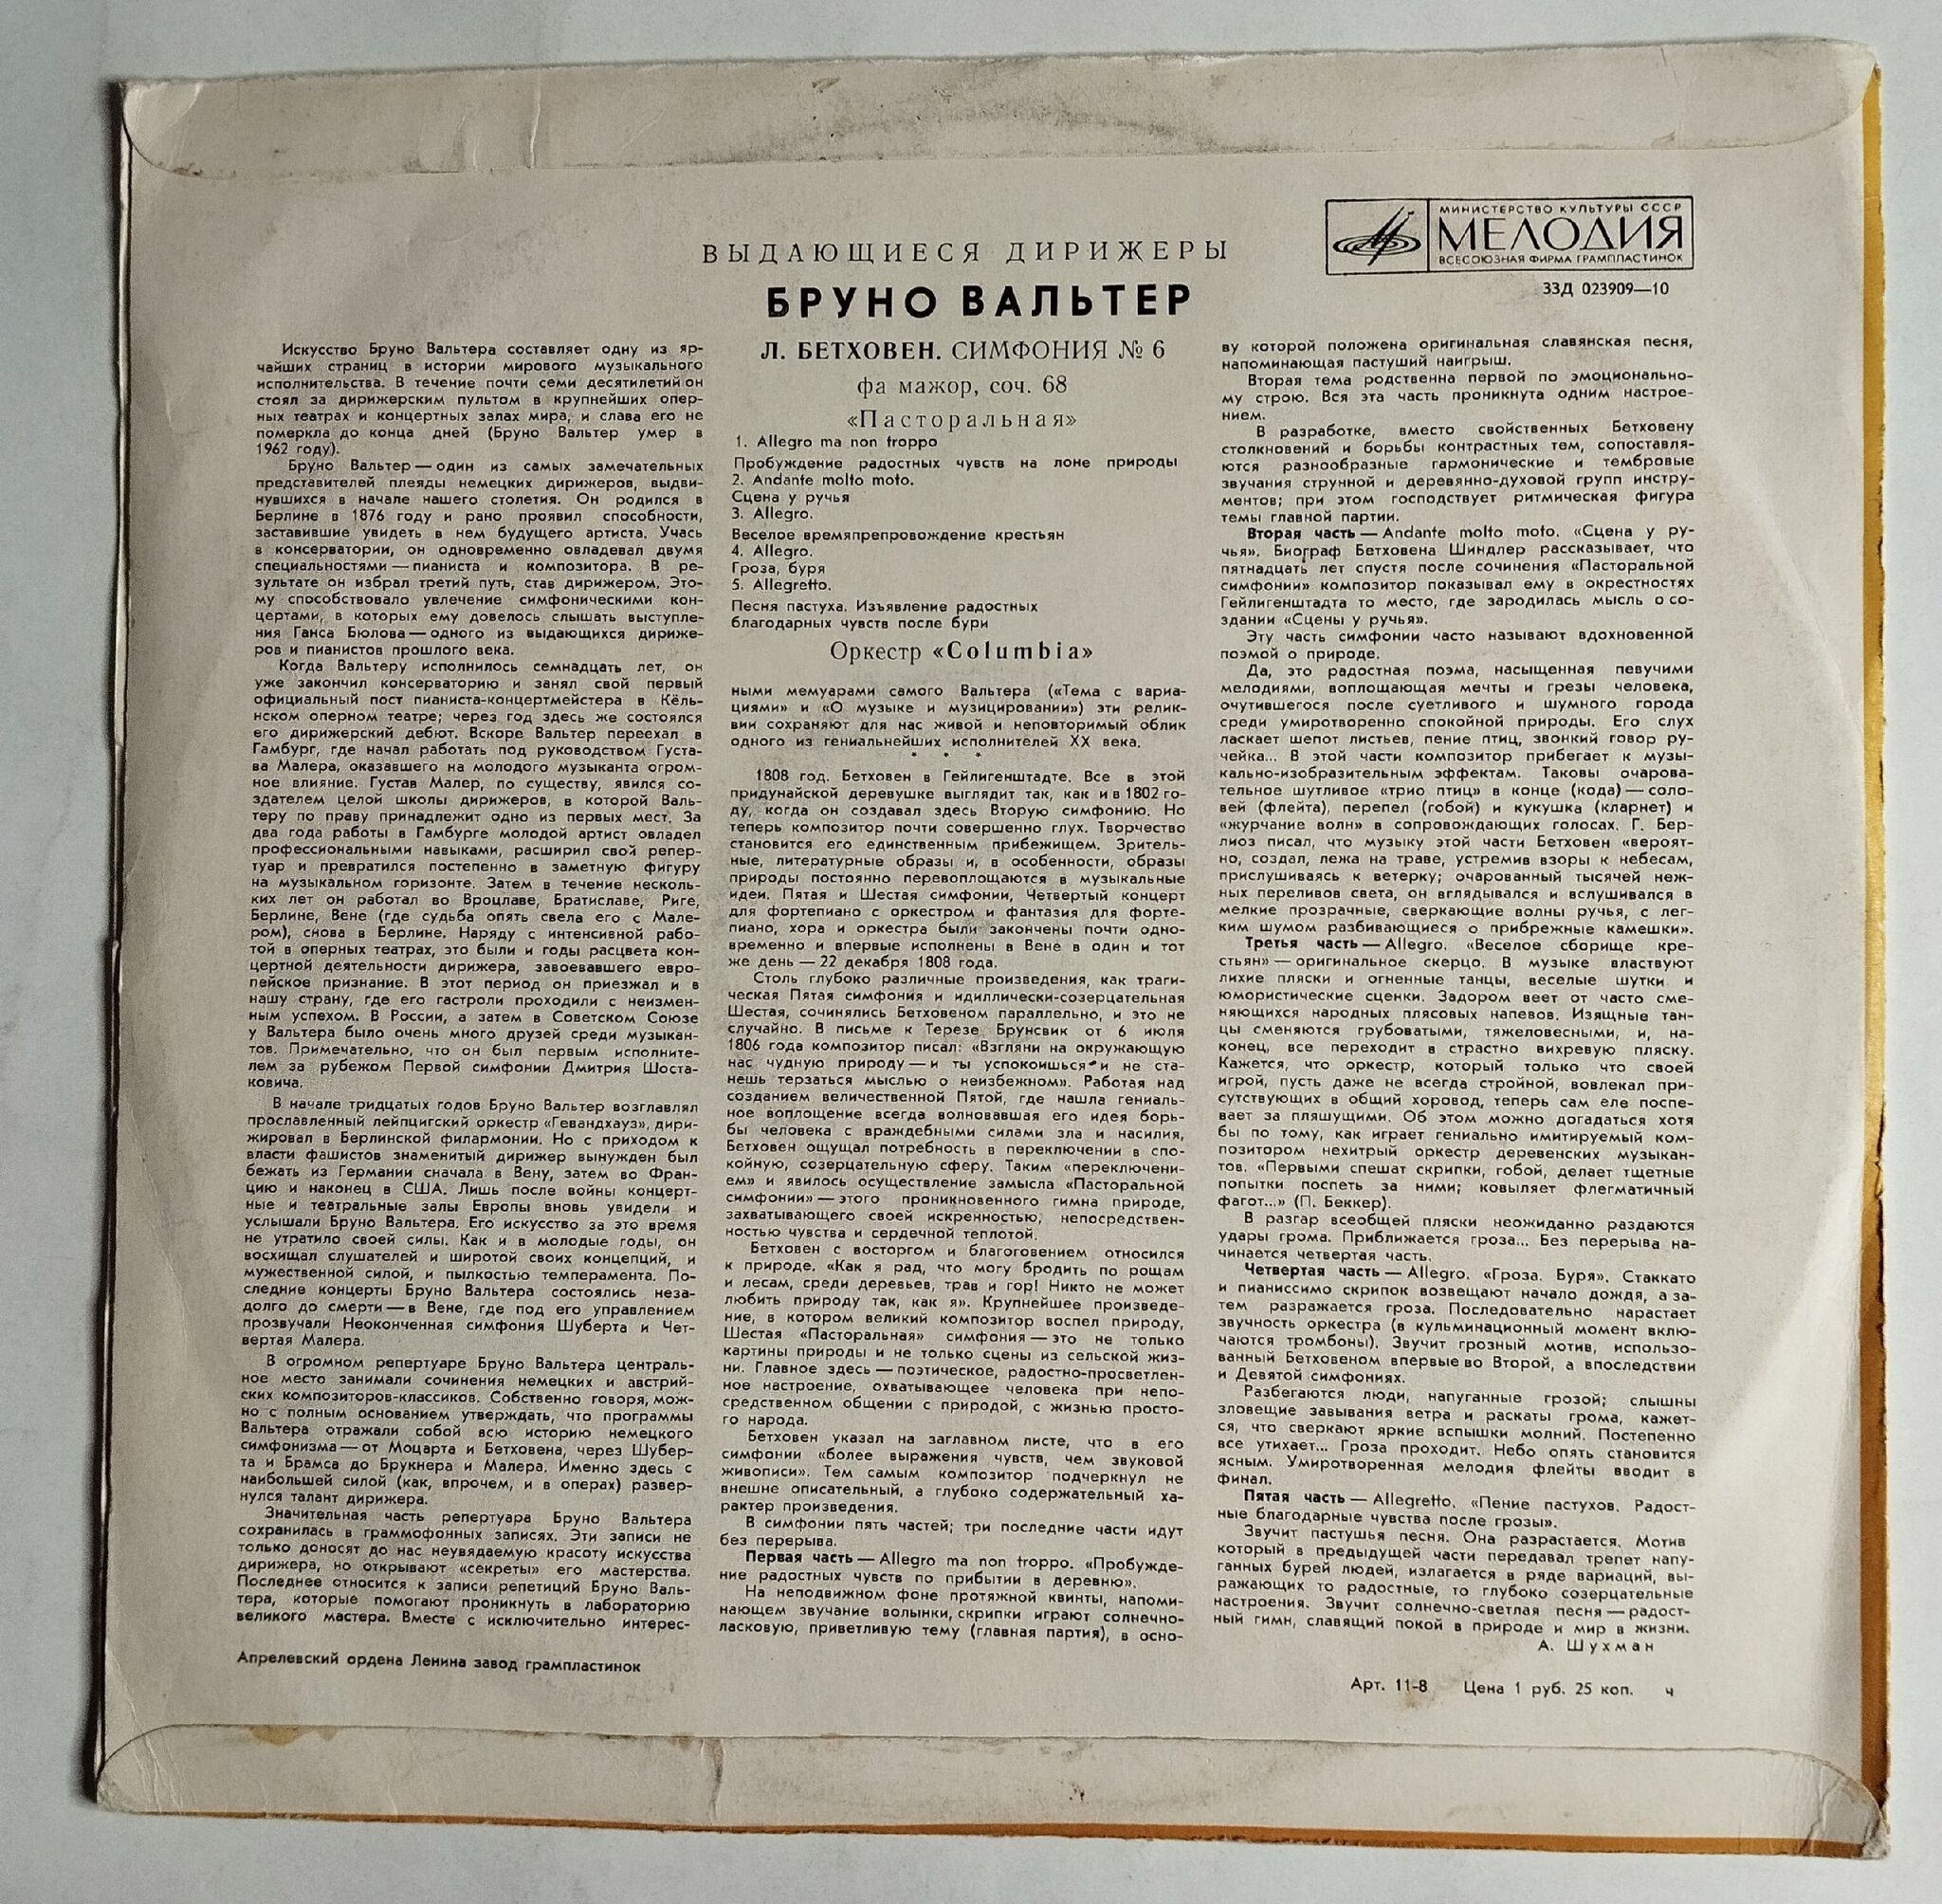 МИНИСТЕРСТВО КУЛЬТУРЫ СССР
МЕЛОДИЯ
ВСЕСОЮЗНАЯ ФИРМА ГРАМПЛАСТИНОК
33Д 023909—10
ВЫДАЮЩИЕСЯ ДИРИЖЕРЫ
БРУНО ВАЛЬТЕР
Искусство Бруно Вальтера составляет одну из яр-
чайших страниц в истории мирового музыкального
исполнительства. В течение почти семи десятилетий он
стоял за дирижерским пультом в крупнейших опер-
ных театрах и концертных залах мира, и слава его не
померкла до конца дней (Бруно Вальтер умер в
1962 году).
Бруно Вальтер — один из самых замечательных
представителей плеяды немецких дирижеров, выдви-
нувшихся в начале нашего столетия. Он родился в
Берлине в 1876 году и рано проявил способности,
заставившие увидеть в нем будущего артиста. Учась
в консерватории, он одновременно овладевал двумя
специальностями — пианиста и композитора. В ре-
зультате он избрал третий путь, став дирижером. Это-
му способствовало увлечение симфоническими кон-
цертами, в которых ему довелось слышать выступле-
ния Ганса Бюлова — одного из выдающихся дириже-
ров и пианистов прошлого века.
Когда Вальтеру исполнилось семнадцать лет, он
уже закончил консерваторию и занял свой первый
официальный пост пианиста-концертмейстера в Кёль-
нском оперном театре; через год здесь же состоялся
его дирижерский дебют. Вскоре Вальтер переехал в
Гамбург, где начал работать под руководством Густа-
ва Малера, оказавшего на молодого музыканта огром-
ное влияние. Густав Малер, по существу, явился со-
здателем целой школы дирижеров, в которой Валь-
теру по праву принадлежит одно из первых мест. За
два года работы в Гамбурге молодой артист овладел
профессиональными навыками, расширил свой репер-
туар и превратился постепенно в заметную фигуру
на музыкальном горизонте. Затем в течение несколь-
ких лет он работал во Вроцлаве, Братиславе, Риге,
Берлине, Вене (где судьба опять свела его с Мале-
ром), снова в Берлине. Наряду с интенсивной рабо-
той в оперных театрах, это были и годы расцвета кон-
цертной деятельности дирижера, завоевавшего евро-
пейское признание. В этот период он приезжал и в
нашу страну, где его гастроли проходили с неизмен-
ным успехом. В России, а затем в Советском Союзе
у Вальтера было очень много друзей среди музыкан-
тов. Примечательно, что он был первым исполните-
лем за рубежом Первой симфонии Дмитрия Шоста-
ковича.
В начале тридцатых годов Бруно Вальтер возглавлял
прославленный лейпцигский оркестр «Гевандхауз», дири-
жировал в Берлинской филармонии. Но с приходом к
власти фашистов знаменитый дирижер вынужден был
бежать из Германии сначала в Вену, затем во Фран-
цию и наконец в США. Лишь после войны концерт-
ные и театральные залы Европы вновь увидели и
услышали Бруно Вальтера. Его искусство за это время
не утратило своей силы. Как и в молодые годы, он
восхищал слушателей и широтой своих концепций, и
мужественной силой, и пылкостью темперамента. По-
следние концерты Бруно Вальтера состоялись неза-
долго до смерти — в Вене, где под его управлением
прозвучали Неоконченная симфония Шуберта и Чет-
вертая Малера.
В огромном репертуаре Бруно Вальтера централь-
ное место занимали сочинения немецких и австрий-
ских композиторов-классиков. Собственно говоря, мож-
но с полным основанием утверждать, что программы
Вальтера отражали собой всю историю немецкого
симфонизма — от Моцарта и Бетховена, через Шубер-
та и Брамса до Брукнера и Малера. Именно здесь с
наибольшей силой (как, впрочем, и в операх) развер-
нулся талант дирижера.
Значительная часть репертуара Бруно Вальтера
сохранилась в граммофонных записях. Эти записи не
только доносят до нас неувядаемую красоту искусства
дирижера, но открывают «секреты» его мастерства.
Последнее относится к записи репетиций Бруно Валь-
тера, которые помогают проникнуть в лабораторию
великого мастера. Вместе с исключительно интерес-
Апрелевский ордена Ленина завод грампластинок
Л. БЕТХОВЕН. СИМФОНИЯ № 6
фа мажор, соч. 68
«Пасторальная»
1. Allegro ma non troppo
Пробуждение радостных чувств на лоне природы
2. Andante molto moto.
Сцена у ручья
3. Allegro.
Веселое времяпрепровождение крестьян
4. Allegro.
Гроза, буря
5. Allegretto.
Песня пастуха. Изъявление радостных
благодарных чувств после бури
Оркестр «Columbia»
ными мемуарами самого Вальтера («Тема с вариа-
циями» и «О музыке и музицировании») эти релик-
вии сохраняют для нас живой и неповторимый облик
одного из гениальнейших исполнителей XX века.
* * *
1808 год. Бетховен в Гейлигенштадте. Все в этой
придунайской деревушке выглядит так, как и в 1802 го-
ду, когда он создавал здесь Вторую симфонию. Но
теперь композитор почти совершенно глух. Творчество
становится его единственным прибежищем. Зритель-
ные, литературные образы и, в особенности, образы
природы постоянно перевоплощаются в музыкальные
идеи. Пятая и Шестая симфонии, Четвертый концерт
для фортепиано с оркестром и фантазия для форте-
пиано, хора и оркестра были закончены почти одно-
временно и впервые исполнены в Вене в один и тот
же день — 22 декабря 1808 года.
Столь глубоко различные произведения, как траги-
ческая Пятая симфония и идиллически-созерцательная
Шестая, сочинялись Бетховеном параллельно, и это не
случайно. В письме к Терезе Брунсвик от 6 июля
1806 года композитор писал: «Взгляни на окружающую
нас чудную природу — и ты успокоишься и не ста-
нешь терзаться мыслью о неизбежном». Работая над
созданием величественной Пятой, где нашла гениаль-
ное воплощение всегда волновавшая его идея борь-
бы человека с враждебными силами зла и насилия,
Бетховен ощущал потребность в переключении в спо-
койную, созерцательную сферу. Таким «переключени-
ем» и явилось осуществление замысла «Пасторальной
симфонии» — этого проникновенного гимна природе,
захватывающего своей искренностью, непосредствен-
ностью чувства и сердечной теплотой.
Бетховен с восторгом и благоговением относился
к природе. «Как я рад, что могу бродить по рощам
и лесам, среди деревьев, трав и гор! Никто не может
любить природу так, как я». Крупнейшее произведе-
ние, в котором великий композитор воспел природу,
Шестая «Пасторальная» симфония — это не только
картины природы и не только сцены из сельской жиз-
ни. Главное здесь — поэтическое, радостно-просветлен-
ное настроение, охватывающее человека при непо-
средственном общении с природой, с жизнью просто-
го народа.
Бетховен указал на заглавном листе, что в его
симфонии «более выражения чувств, чем звуковой
живописи». Тем самым композитор подчеркнул не
внешне описательный, а глубоко содержательный ха-
рактер произведения.
В симфонии пять частей; три последние части идут
без перерыва.
Первая часть — Allegro ma non troppo. «Пробужде-
ние радостных чувств по прибытии в деревню».
На неподвижном фоне протяжной квинты, напоми-
нающем звучание волынки, скрипки играют солнечно-
ласковую, приветливую тему (главная партия), в осно-
ву которой положена оригинальная славянская песня,
напоминающая пастуший наигрыш.
Вторая тема родственна первой по эмоционально-
му строю. Вся эта часть проникнута одним настрое-
нием.
В разработке, вместо свойственных Бетховену
столкновений и борьбы контрастных тем, сопоставля-
ются разнообразные гармонические и тембровые
звучания струнной и деревянно-духовой групп инстру-
ментов; при этом господствует ритмическая фигура
темы главной партии.
Вторая часть — Andante molto moto. «Сцена у ру-
чья». Биограф Бетховена Шиндлер рассказывает, что
пятнадцать лет спустя после сочинения «Пасторальной
симфонии» композитор показывал ему в окрестностях
Гейлигенштадта то место, где зародилась мысль о со-
здании «Сцены у ручья».
Эту часть симфонии часто называют вдохновенной
поэмой о природе.
Да, это радостная поэма, насыщенная певучими
мелодиями, воплощающая мечты и грезы человека,
очутившегося после суетливого и шумного города
среди умиротворенно спокойной природы. Его слух
ласкает шепот листьев, пение птиц, звонкий говор ру-
чейка... В этой части композитор прибегает к музы-
кально-изобразительным эффектам. Таковы очарова-
тельное шутливое «трио птиц» в конце (кода) — соло-
вей (флейта), перепел (гобой) и кукушка (кларнет) и
«журчание волн» в сопровождающих голосах. Г. Бер-
лиоз писал, что музыку этой части Бетховен «вероят-
но, создал, лежа на траве, устремив взоры к небесам,
прислушиваясь к ветерку; очарованный тысячей неж-
ных переливов света, он вглядывался и вслушивался в
мелкие прозрачные, сверкающие волны ручья, с лег-
ким шумом разбивающиеся о прибрежные камешки».
Третья часть — Allegro. «Веселое сборище кре-
стьян» — оригинальное скерцо. В музыке властвуют
лихие пляски и огненные танцы, веселые шутки и
юмористические сценки. Задором веет от часто сме-
няющихся народных плясовых напевов. Изящные тан-
цы сменяются грубоватыми, тяжеловесными, и, на-
конец, все переходит в страстно вихревую пляску.
Кажется, что оркестр, который только что своей
игрой, пусть даже не всегда стройной, вовлекал при-
сутствующих в общий хоровод, теперь сам еле поспе-
вает за пляшущими. Об этом можно догадаться хотя
бы по тому, как играет гениально имитируемый ком-
позитором нехитрый оркестр деревенских музыкан-
тов. «Первыми спешат скрипки, гобой, делает тщетные
попытки поспеть за ними; ковыляет флегматичный
фагот...» (П. Беккер).
В разгар всеобщей пляски неожиданно раздаются
удары грома. Приближается гроза... Без перерыва на-
чинается четвертая часть.
Четвертая часть — Allegro. «Гроза. Буря». Стаккато
и пианиссимо скрипок возвещают начало дождя, а за-
тем разражается гроза. Последовательно нарастает
звучность оркестра (в кульминационный момент вклю-
чаются тромбоны). Звучит грозный мотив, использо-
ванный Бетховеном впервые во Второй, а впоследствии
и Девятой симфониях.
Разбегаются люди, напуганные грозой; слышны
зловещие завывания ветра и раскаты грома, кажет-
ся, что сверкают яркие вспышки молний. Постепенно
все утихает... Гроза проходит. Небо опять становится
ясным. Умиротворенная мелодия флейты вводит в
финал.
Пятая часть — Allegretto. «Пение пастухов. Радост-
ные благодарные чувства после грозы».
Звучит пастушья песня. Она разрастается. Мотив
который в предыдущей части передавал трепет напу-
ганных бурей людей, излагается в ряде вариаций, вы-
ражающих то радостные, то глубоко созерцательные
настроения. Звучит солнечно-светлая песня — радост-
ный гимн, славящий покой в природе и мир в жизни.
А. Шухман
Арт. 11-8 Цена 1 руб. 25 коп. ч